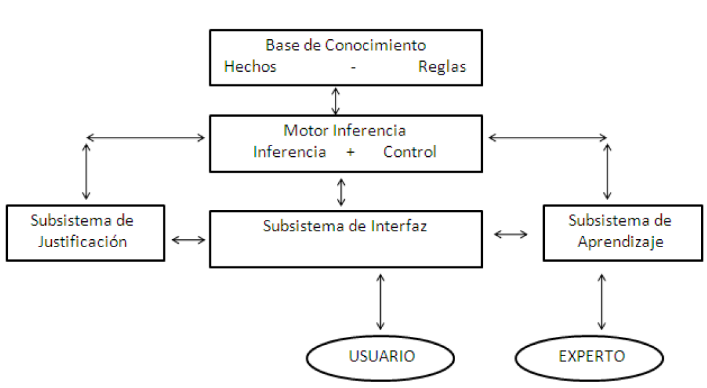 Base de Conocimiento
Hechos - Reglas
Motor Inferencia
Inferencia + Control
Subsistema de
Justificación
Subsistema de Interfaz
Subsistema de
Aprendizaje
USUARIO
EXPERTO